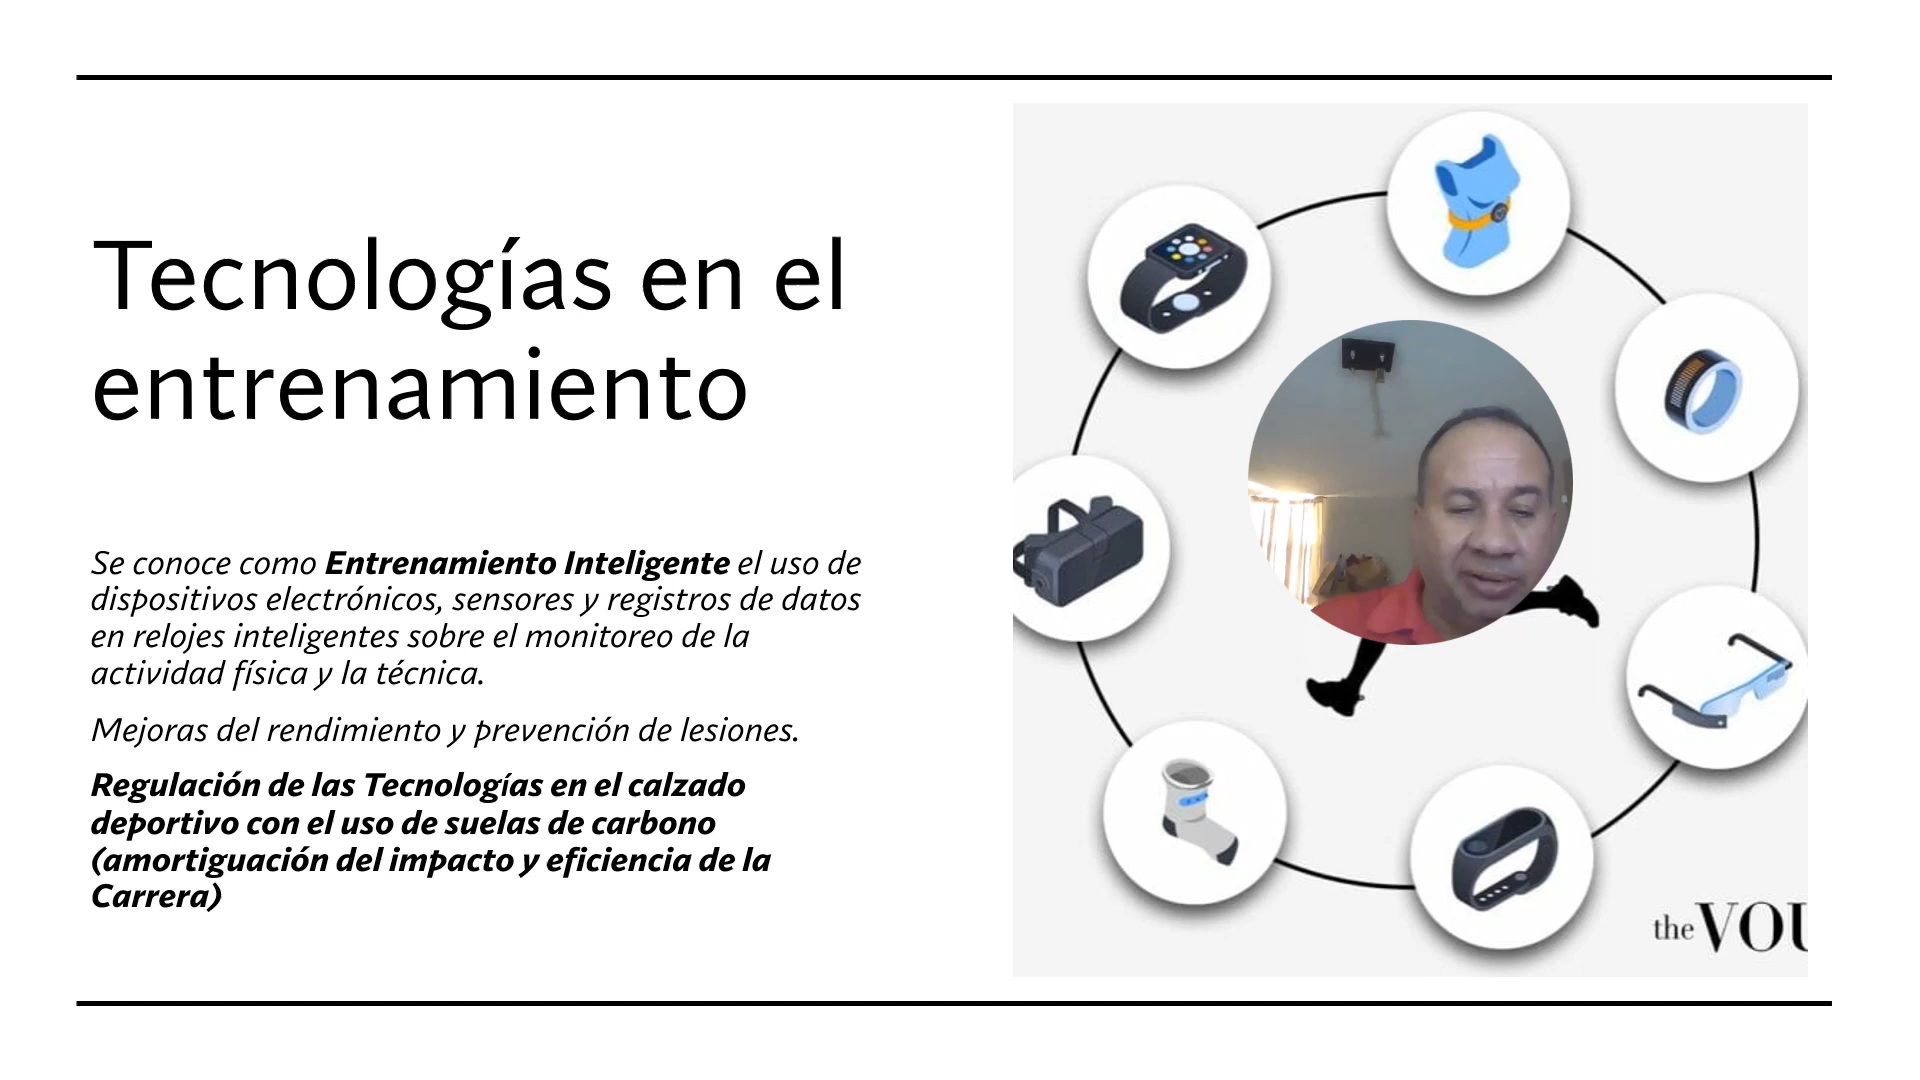 Tecnologías en el
entrenamiento
Se conoce como Entrenamiento Inteligente el uso de
dispositivos electrónicos, sensores y registros de datos
en relojes inteligentes sobre el monitoreo de la
actividad física y la técnica.
Mejoras del rendimiento y prevención de lesiones.
Regulación de las Tecnologías en el calzado
deportivo con el uso de suelas de carbono
(amortiguación del impacto y eficiencia de la
Carrera)
the VOU